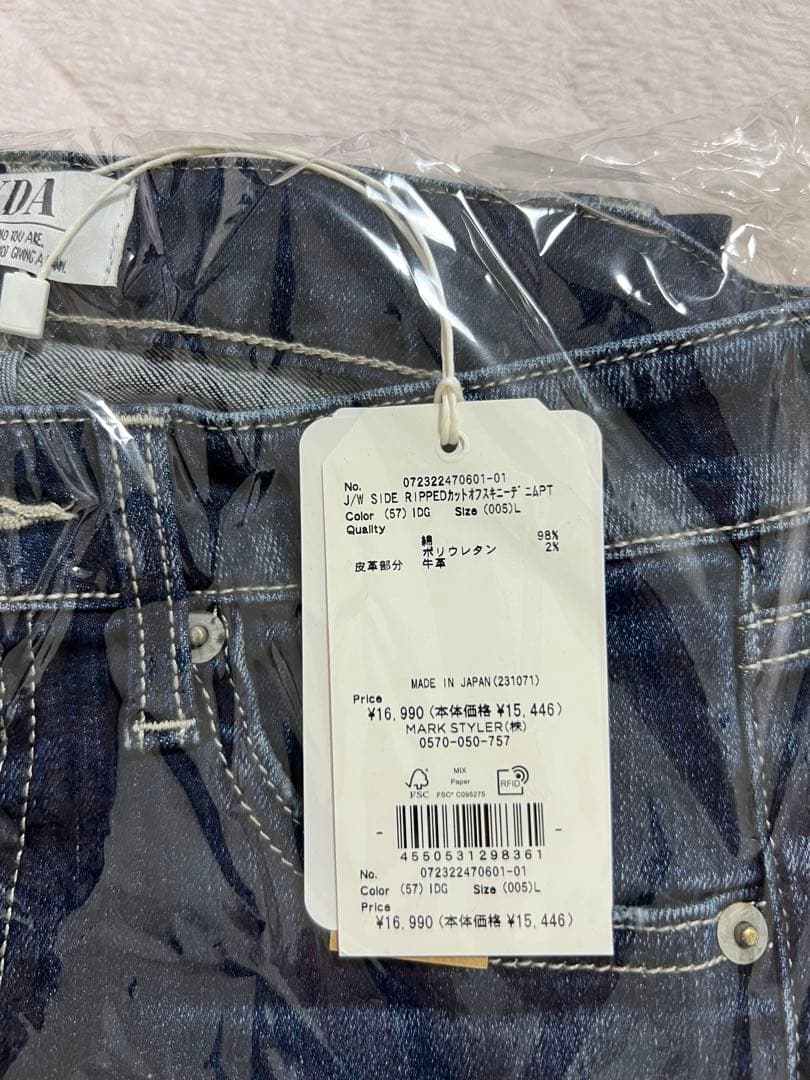 DA
YOU ARE,
No. 072322470601-01
J/W SIDE RIPPEDカットオフスキニーデニムPT
Color (57) IDG Size (005)L
Quality
綿 98%
ポリウレタン 2%
皮革部分 牛革
MADE IN JAPAN(231071)
Price
¥16,990(本体価格 ¥15,446)
MARK STYLER(株)
0570-050-757
FSC
MIX
Paper
FSC® C095275
RFID
4550531298361
No. 072322470601-01
Color (57) IDG Size (005)L
Price
¥16,990(本体価格 ¥15,446)